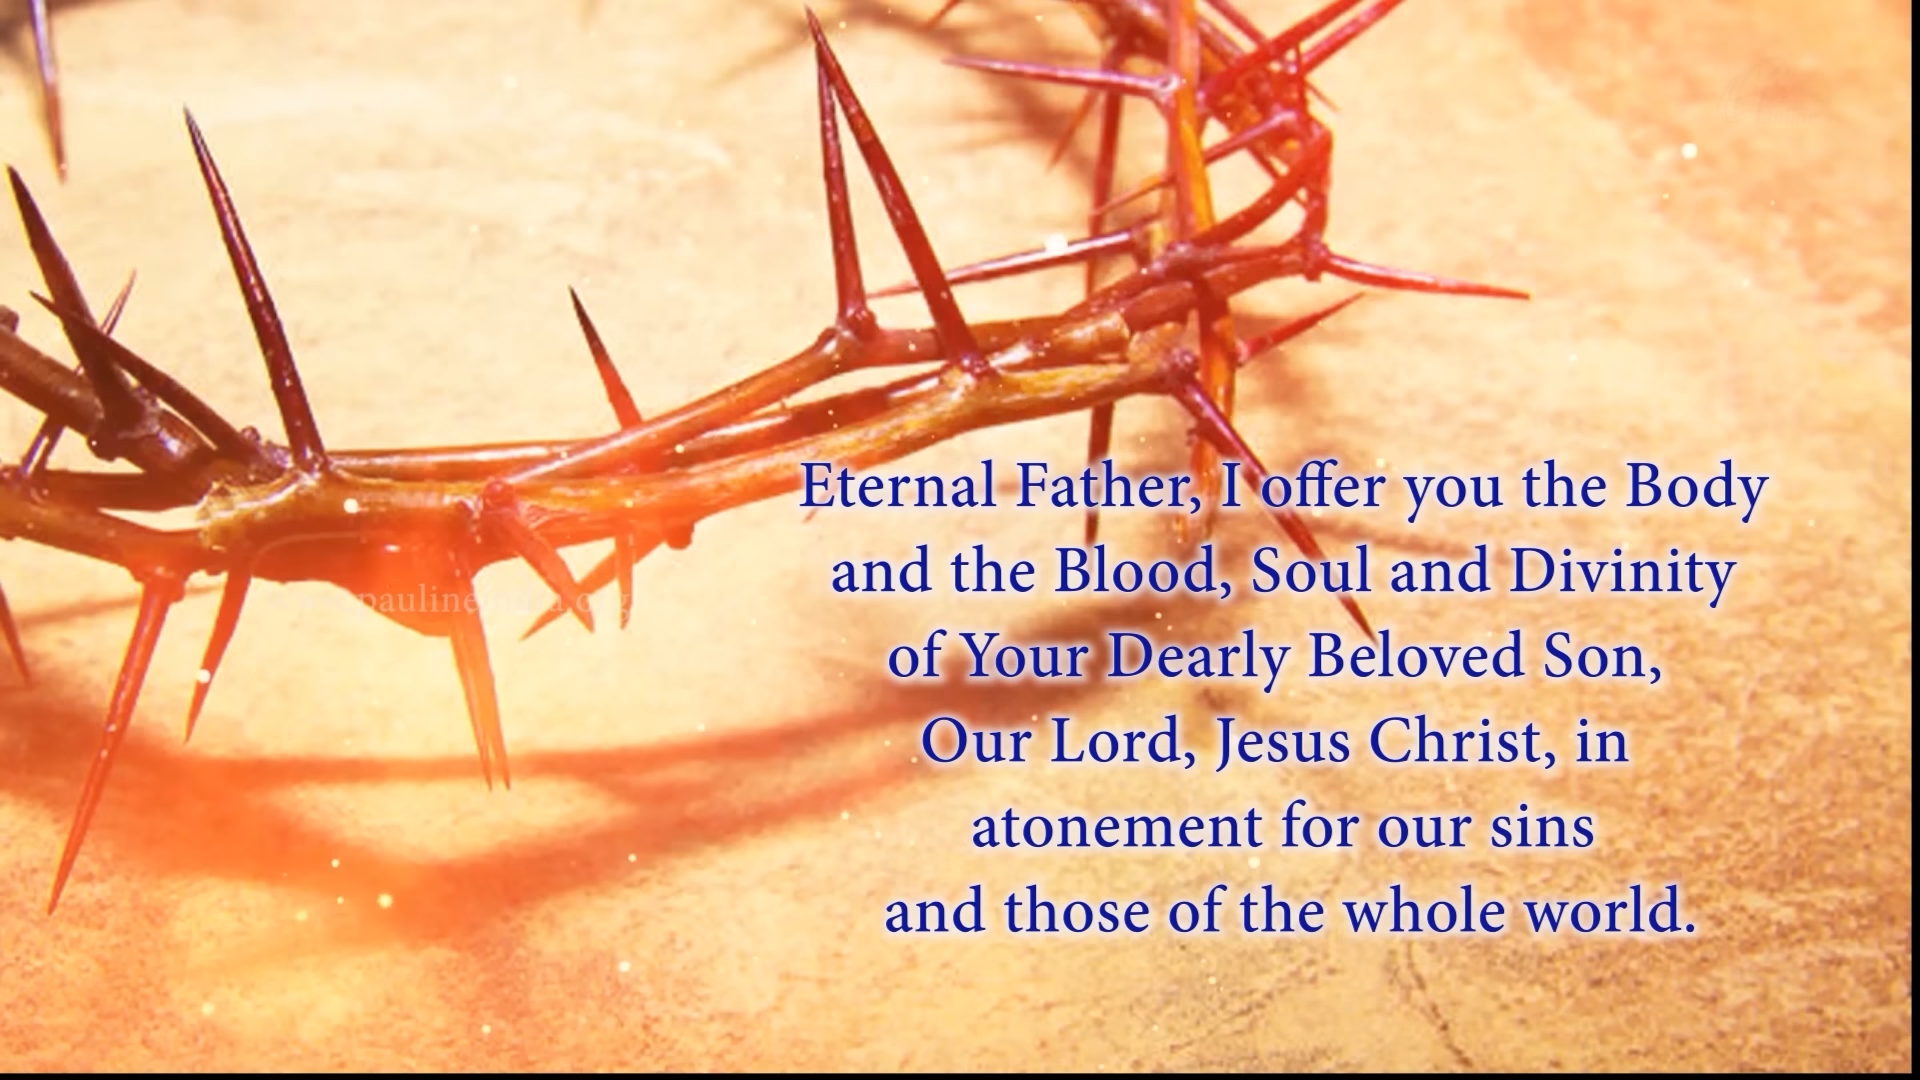 Eternal Father, I offer you the Body
and the Blood, Soul and Divinity
of Your Dearly Beloved Son,
Our Lord, Jesus Christ, in
atonement for our sins
and those of the whole world.